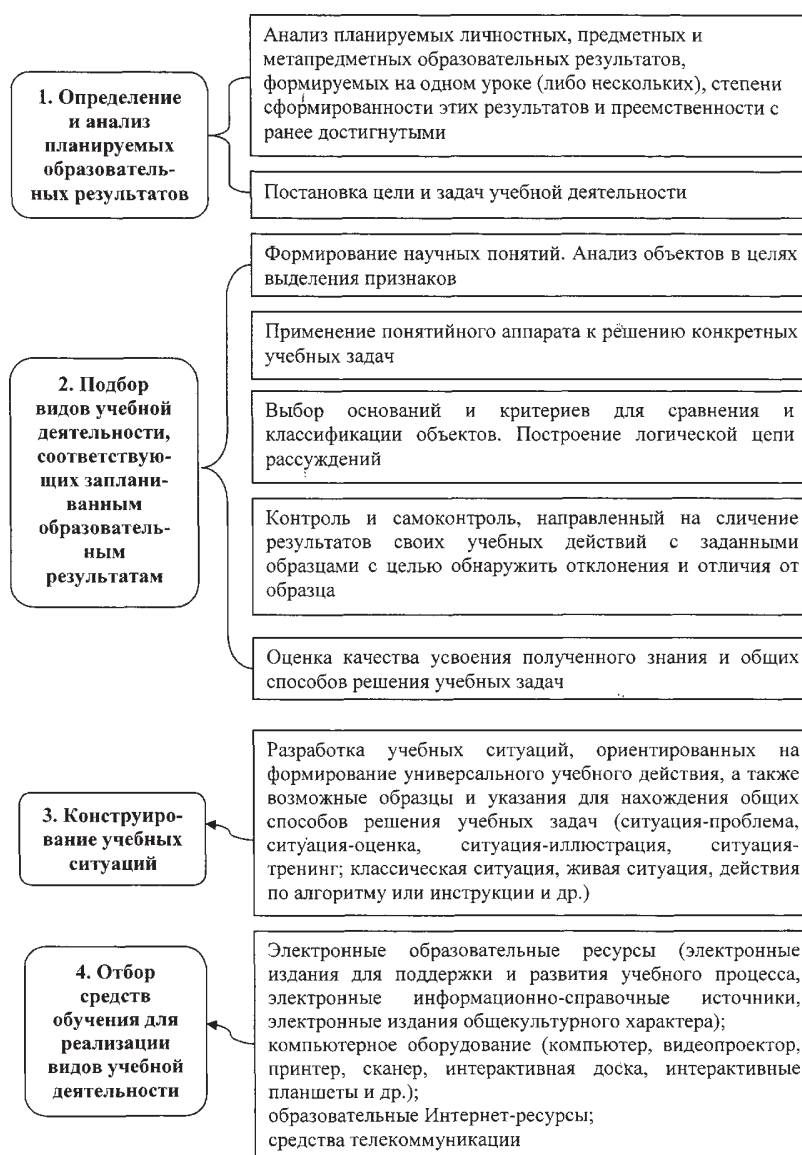 1. Определение
и анализ
планируемых
образователь-
ных результатов
Анализ планируемых личностных, предметных и
метапредметных образовательных результатов,
формируемых на одном уроке (либо нескольких), степени
сформированности этих результатов и преемственности с
ранее достигнутыми
Постановка цели и задач учебной деятельности
2. Подбор
видов учебной
деятельности,
соответствую-
щих заплани-
рованным
образователь-
ным
результатам
Формирование научных понятий. Анализ объектов в целях
выделения признаков
Применение понятийного аппарата к решению конкретных
учебных задач
Выбор оснований и критериев для сравнения и
классификации объектов. Построение логической цепи
рассуждений
Контроль и самоконтроль, направленный на сличение
результатов своих учебных действий с заданными
образцами с целью обнаружить отклонения и отличия от
образца
Оценка качества усвоения полученного знания и общих
способов решения учебных задач
3. Конструиро-
вание учебных
ситуаций
Разработка учебных ситуаций, ориентированных на
формирование универсального учебного действия, а также
возможные образцы и указания для нахождения общих
способов решения учебных задач (ситуация-проблема,
ситуация-оценка, ситуация-иллюстрация, ситуация-
тренинг; классическая ситуация, живая ситуация, действия
по алгоритму или инструкции и др.)
4. Отбор
средств
обучения для
реализации
видов учебной
деятельности
Электронные образовательные ресурсы (электронные
издания для поддержки и развития учебного процесса,
электронные информационно-справочные источники,
электронные издания общекультурного характера);
компьютерное оборудование (компьютер, видеопроектор,
принтер, сканер, интерактивная доска, интерактивные
планшеты и др.);
образовательные Интернет-ресурсы;
средства телекоммуникации